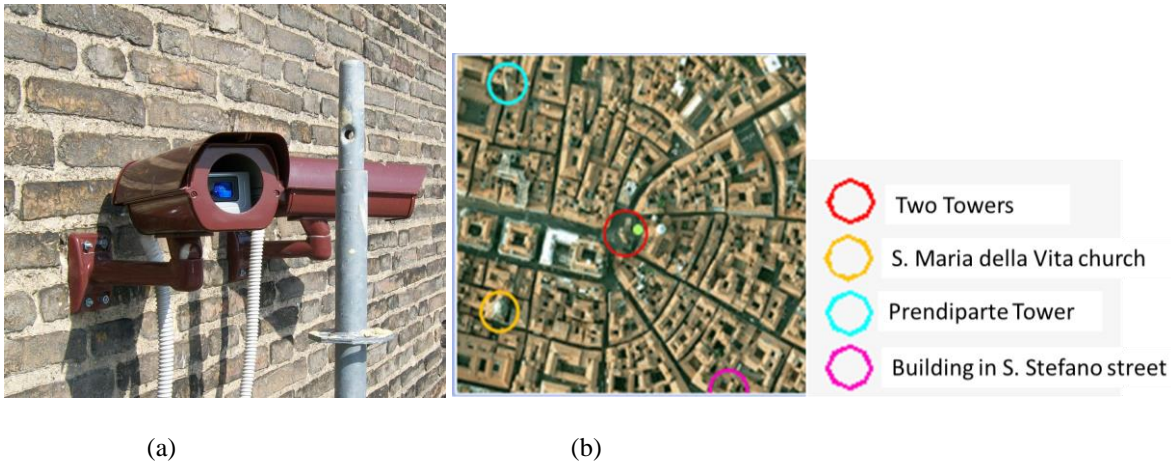 Two Towers
S. Maria della Vita church
Prendiparte Tower
Building in S. Stefano street
(a)
(b)